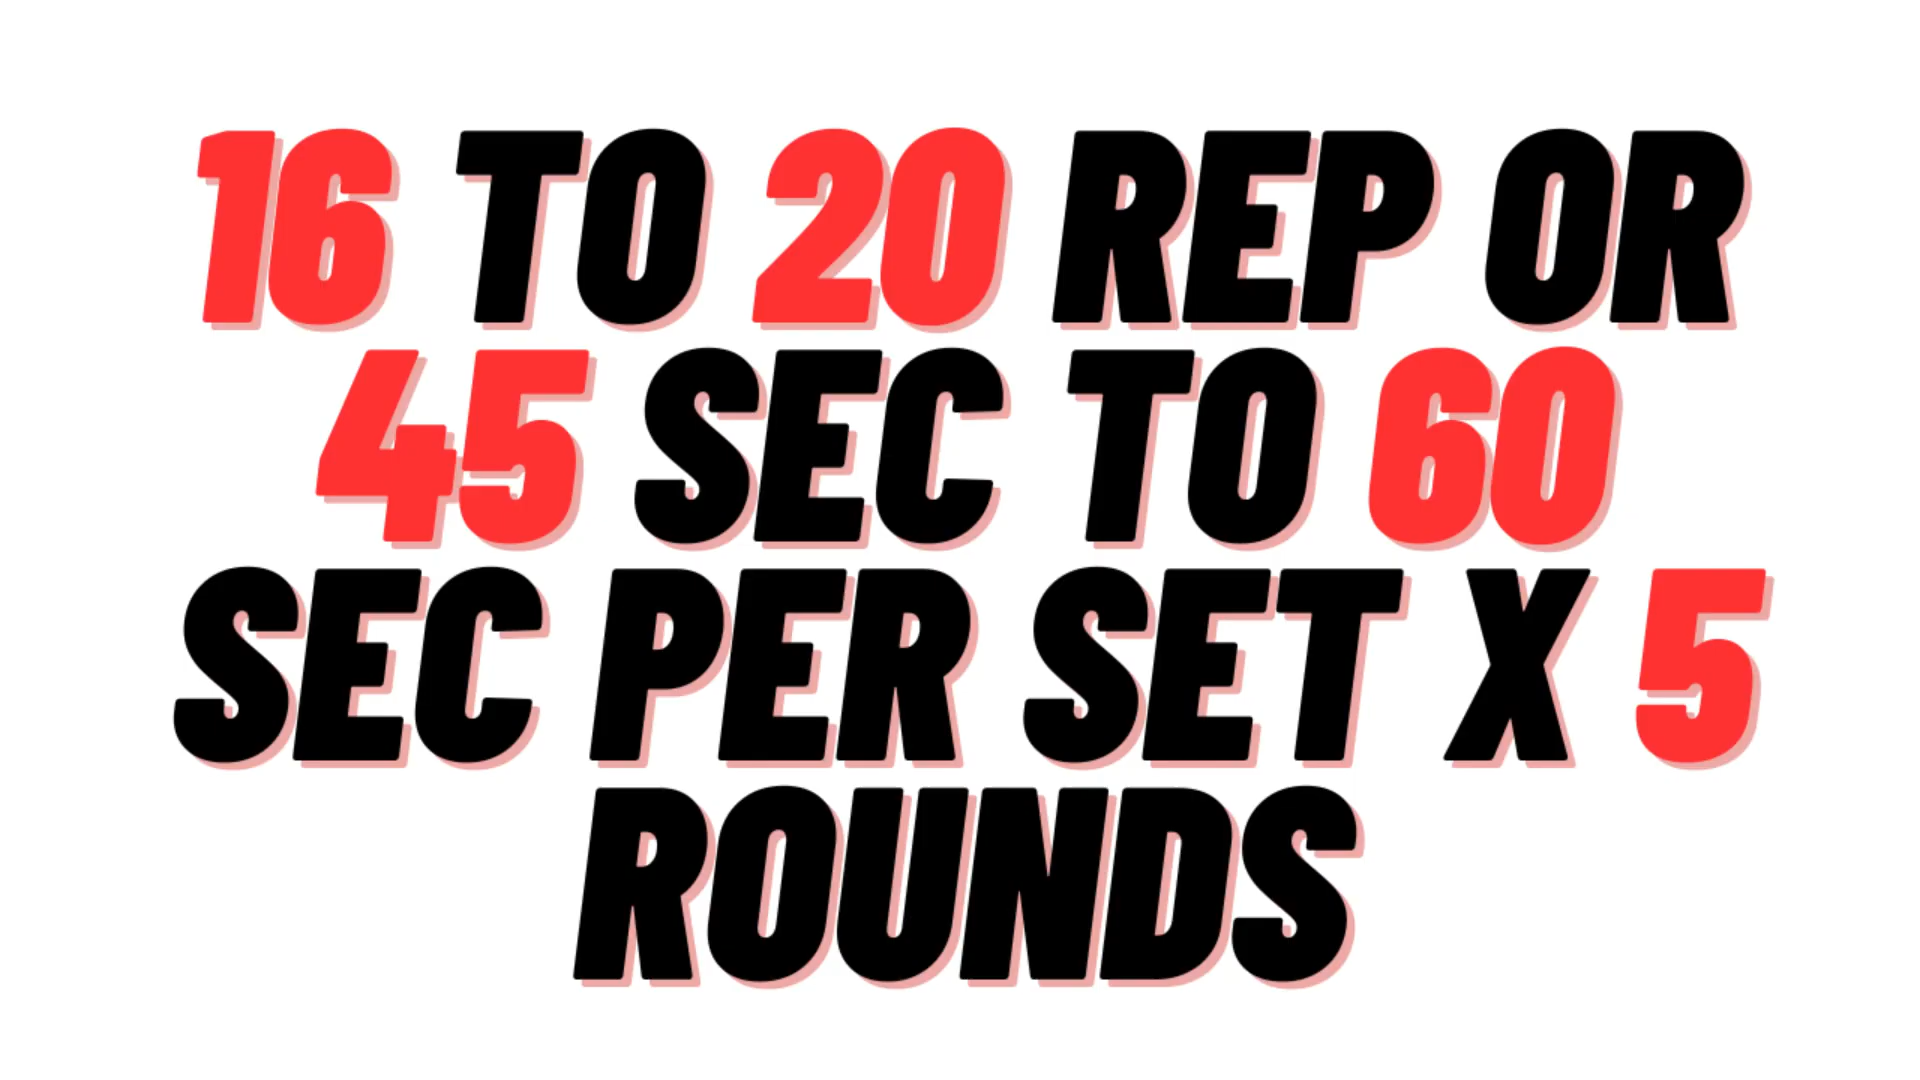 16 TO 20 REP OR
45 SEC TO 60
SEC PER SET X 5
ROUNDS